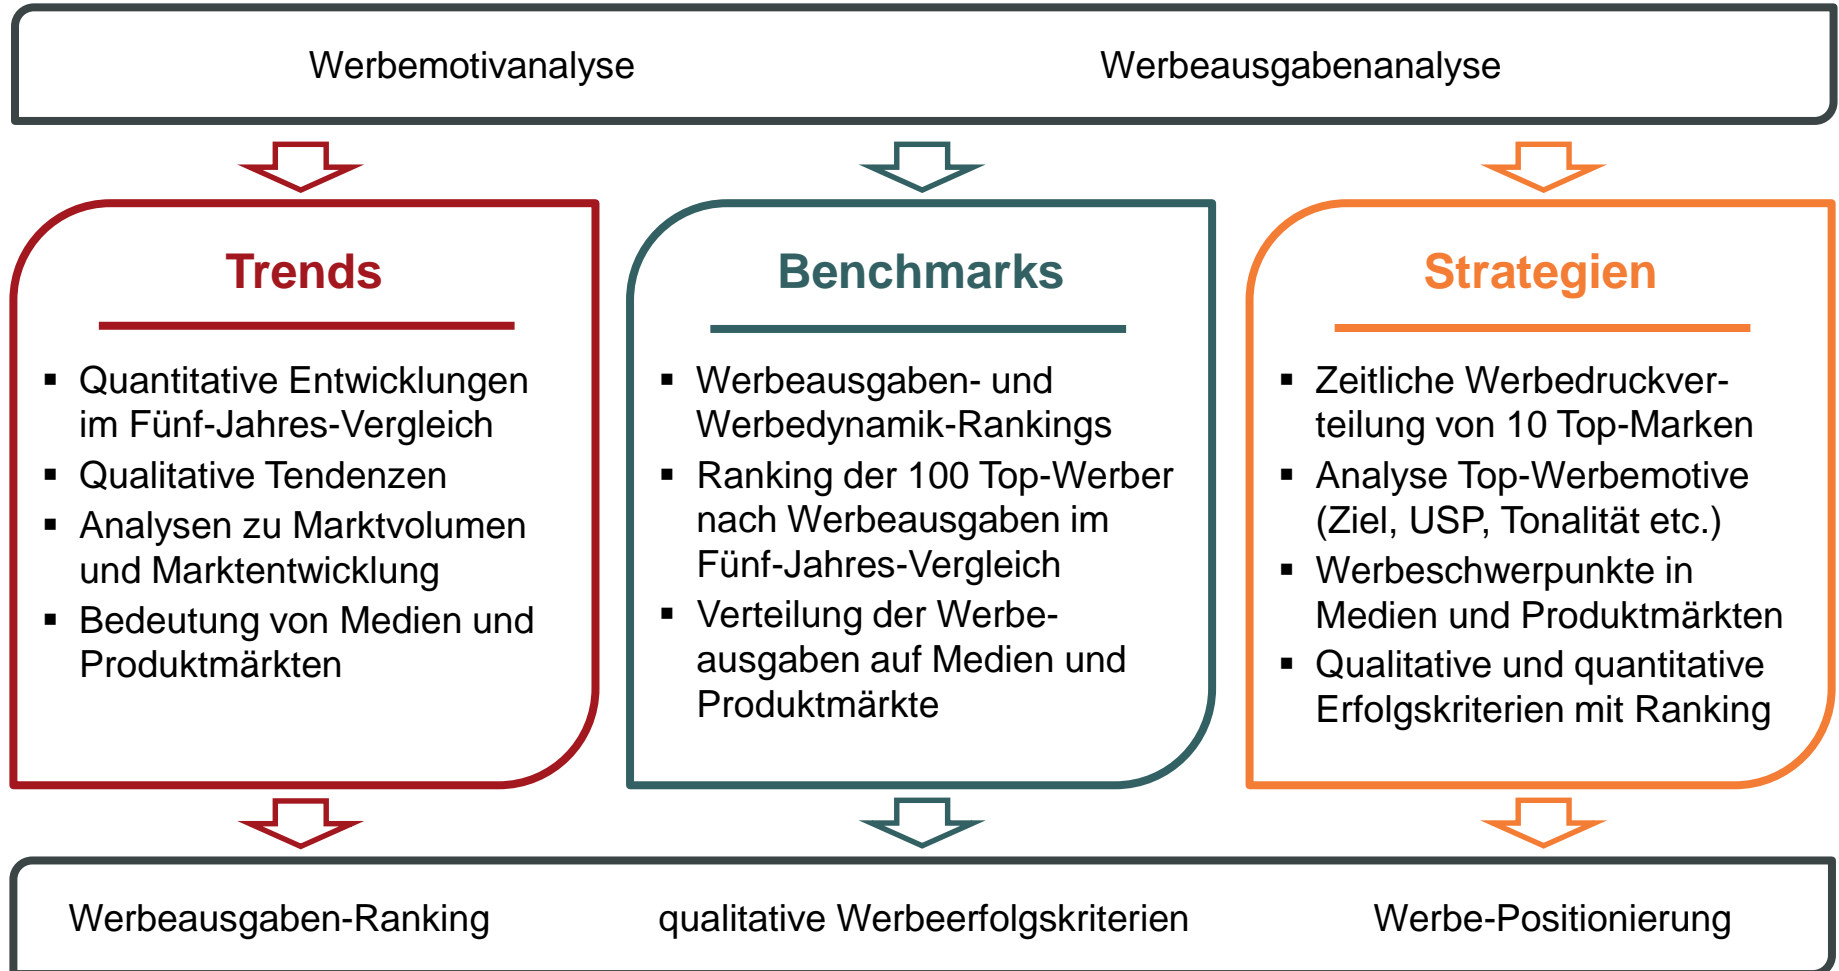 Werbemotivanalyse Werbeausgabenanalyse
Trends
▪ Quantitative Entwicklungen
im Fünf-Jahres-Vergleich
▪ Qualitative Tendenzen
▪ Analysen zu Marktvolumen
und Marktentwicklung
▪ Bedeutung von Medien und
Produktmärkten
Benchmarks
▪ Werbeausgaben- und
Werbedynamik-Rankings
▪ Ranking der 100 Top-Werber
nach Werbeausgaben im
Fünf-Jahres-Vergleich
▪ Verteilung der Werbe-
ausgaben auf Medien und
Produktmärkte
Strategien
▪ Zeitliche Werbedruckver-
teilung von 10 Top-Marken
▪ Analyse Top-Werbemotive
(Ziel, USP, Tonalität etc.)
▪ Werbeschwerpunkte in
Medien und Produktmärkten
▪ Qualitative und quantitative
Erfolgskriterien mit Ranking
Werbeausgaben-Ranking qualitative Werbeerfolgskriterien Werbe-Positionierung